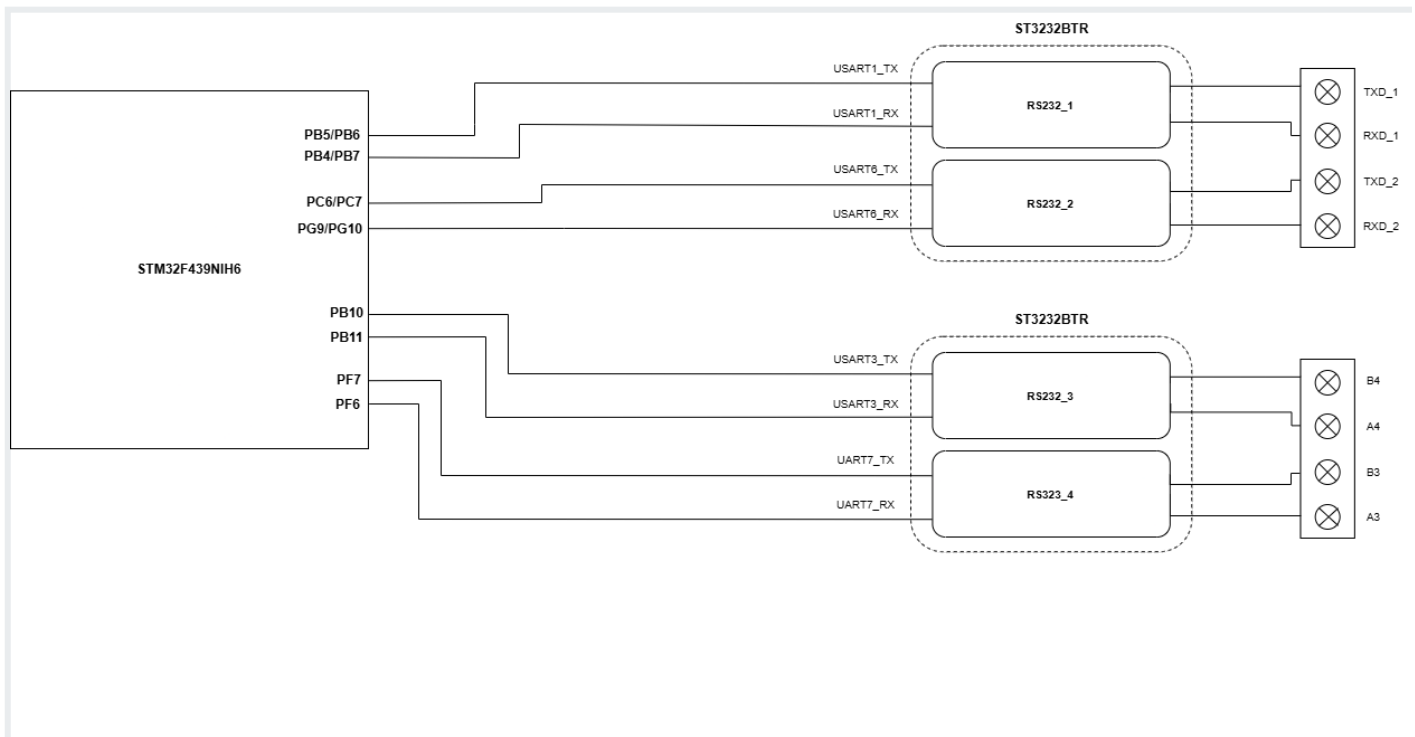 ST3232BTR
USART1_TX
RS232_1
TXD_1
USART1_RX
RXD_1
PB5/PB6
PB4/PB7
USART6_TX
TXD_2
PC6/PC7
RS232_2
USART6_RX
RXD_2
PG9/PG10
STM32F439NIH6
PB10
PB11
PF7
PF6
ST3232BTR
USART3_TX
RS232_3
B4
USART3_RX
A4
UART7_TX
B3
RS323_4
UART7_RX
A3